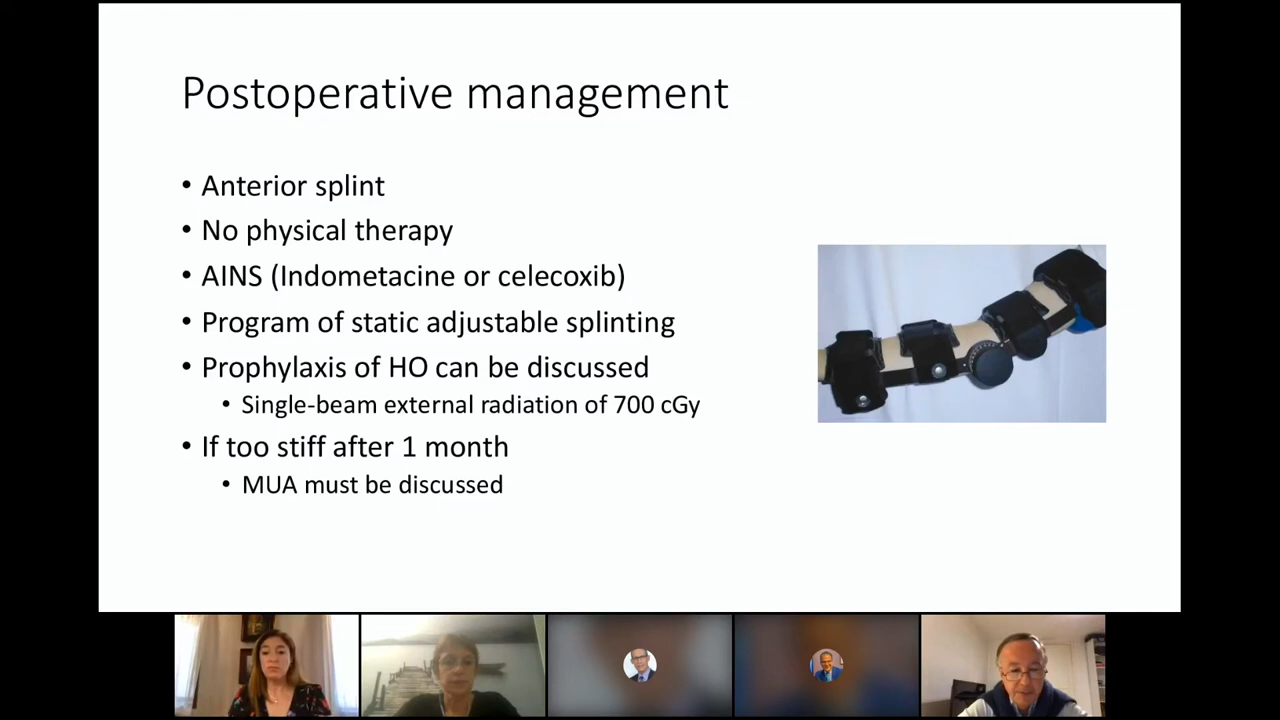 Postoperative management
• Anterior splint
• No physical therapy
• AINS (Indometacine or celecoxib)
• Program of static adjustable splinting
• Prophylaxis of HO can be discussed
• Single-beam external radiation of 700 cGy
• If too stiff after 1 month
• MUA must be discussed